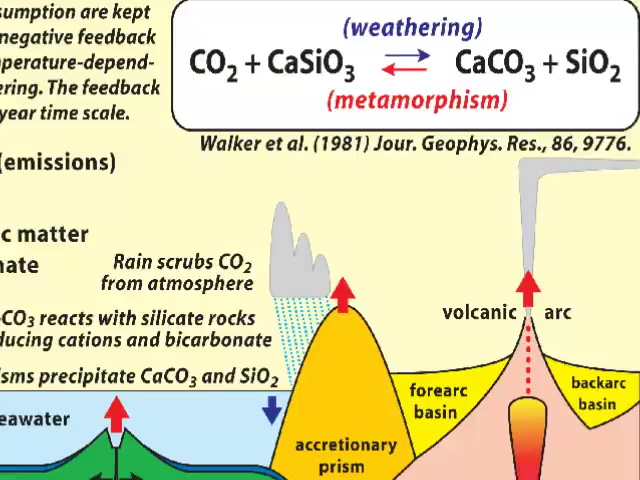 sumption are kept
negative feedback
perature-depend-
ering. The feedback
year time scale.
(weathering)
CO2 + CaSiO3 ⇌ CaCO3 + SiO2
(metamorphism)
Walker et al. (1981) Jour. Geophys. Res., 86, 9776.
(emissions)
c matter
nate
Rain scrubs CO2
from atmosphere
CO3 reacts with silicate rocks
ducing cations and bicarbonate
isms precipitate CaCO3 and SiO2
eawater
volcanic arc
forearc
basin
backarc
basin
accretionary
prism